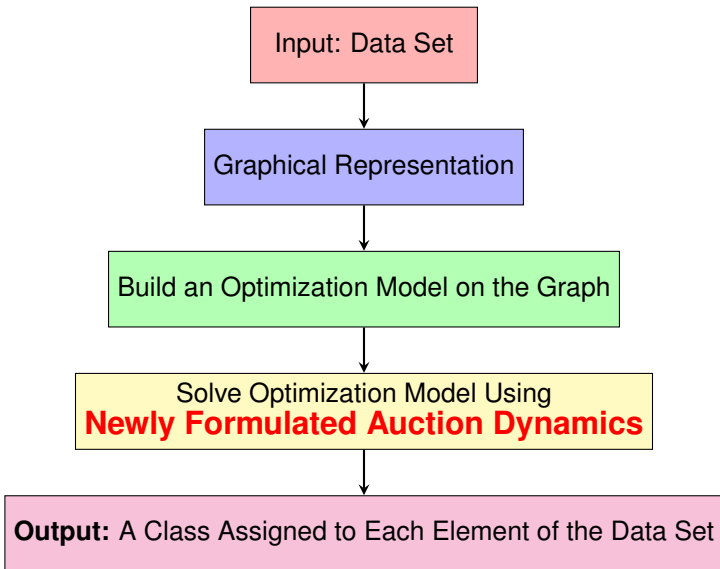 Input: Data Set
Graphical Representation
Build an Optimization Model on the Graph
Solve Optimization Model Using
Newly Formulated Auction Dynamics
Output: A Class Assigned to Each Element of the Data Set